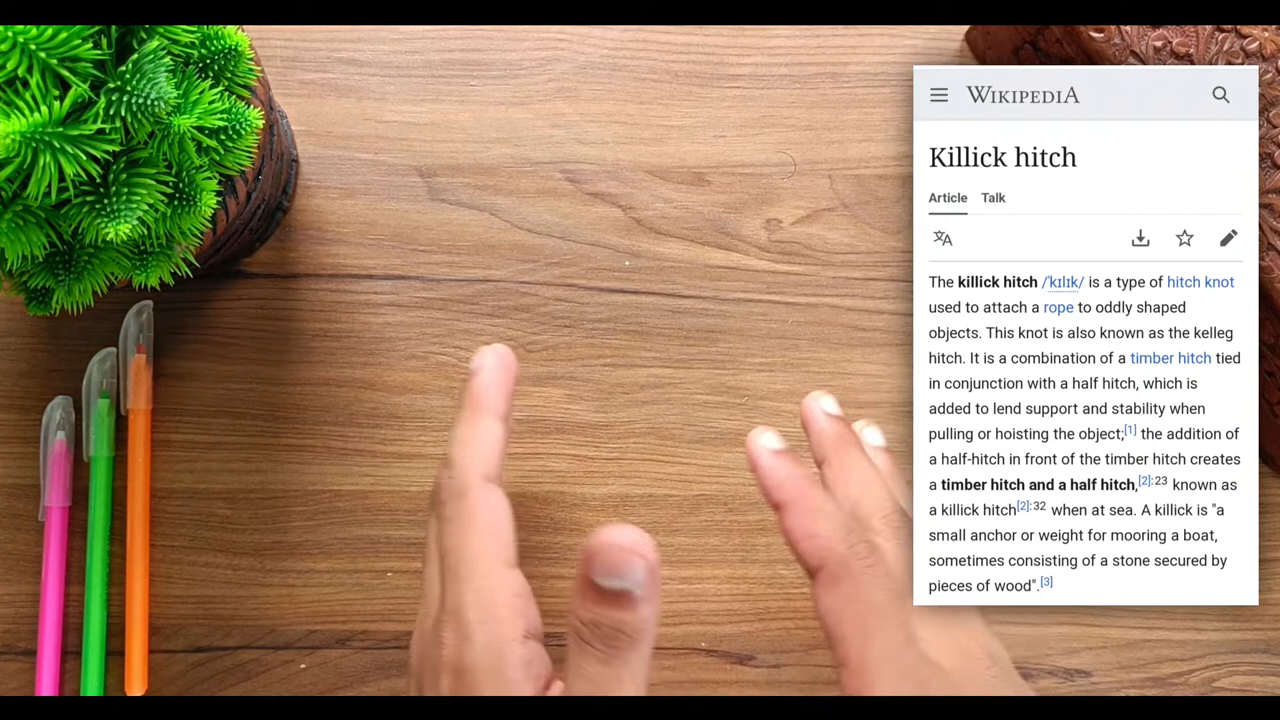 WIKIPEDIA
Killick hitch
Article Talk
The killick hitch /ˈkɪlɪk/ is a type of hitch knot
used to attach a rope to oddly shaped
objects. This knot is also known as the kelleg
hitch. It is a combination of a timber hitch tied
in conjunction with a half hitch, which is
added to lend support and stability when
pulling or hoisting the object;[1] the addition of
a half-hitch in front of the timber hitch creates
a timber hitch and a half hitch,[2]:23 known as
a killick hitch[2]:32 when at sea. A killick is "a
small anchor or weight for mooring a boat,
sometimes consisting of a stone secured by
pieces of wood".[3]